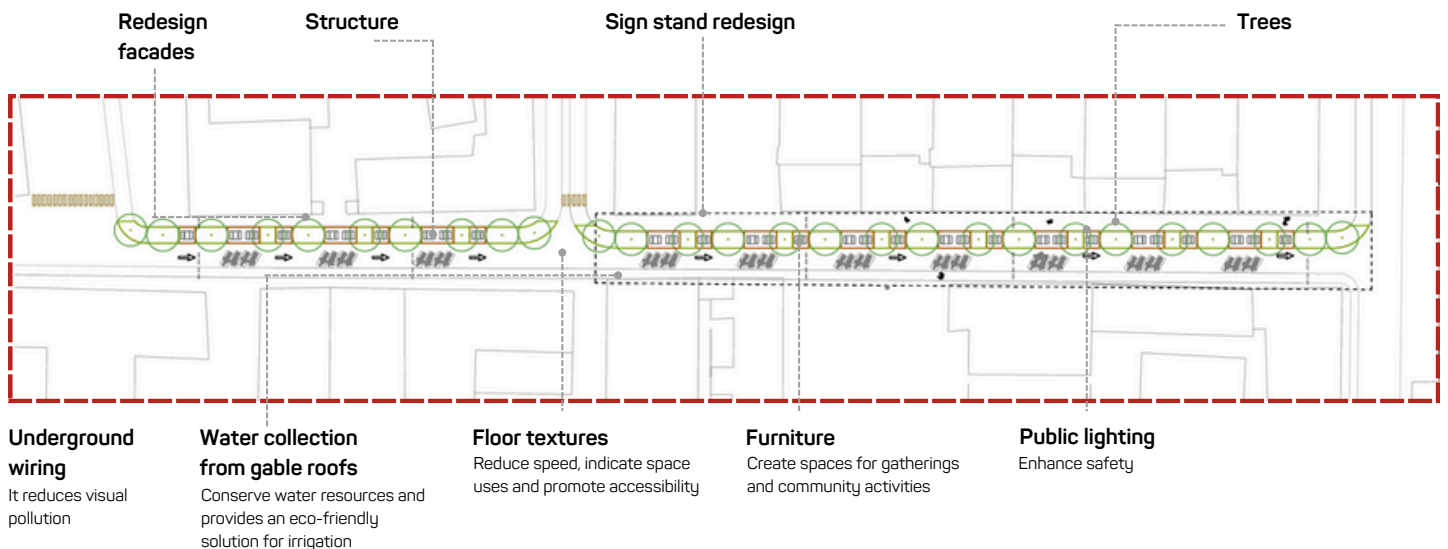 Redesign
facades
Structure
Sign stand redesign
Trees
Underground
wiring
It reduces visual
pollution
Water collection
from gable roofs
Conserve water resources and
provides an eco-friendly
solution for irrigation
Floor textures
Reduce speed, indicate space
uses and promote accessibility
Furniture
Create spaces for gatherings
and community activities
Public lighting
Enhance safety